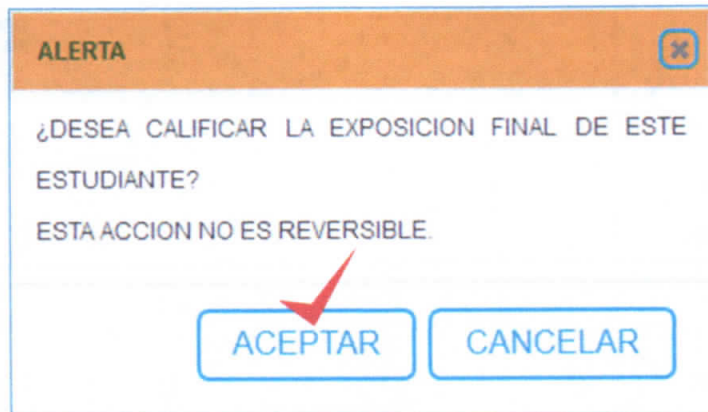 ALERTA
¿DESEA CALIFICAR LA EXPOSICION FINAL DE ESTE
ESTUDIANTE?
ESTA ACCION NO ES REVERSIBLE.
ACEPTAR CANCELAR